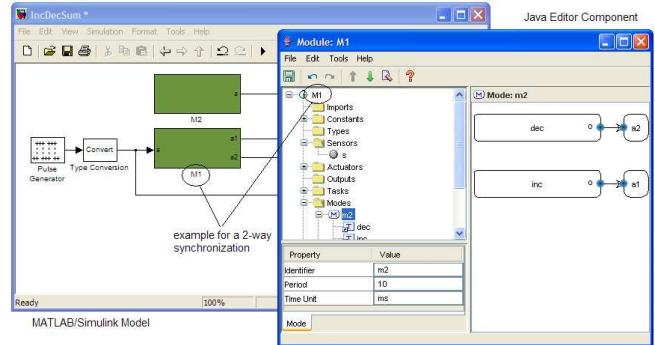 IncDecSum *
File Edit View Simulation Format Tools Help
Java Editor Component
Module: M1
File Edit Tools Help
s
M2
Pulse
Generator
Convert
Type Conversion
s
a1
a2
M1
example for a 2-way
synchronization
Ready
100%
MATLAB/Simulink Model
M1
Imports
Constants
Types
Sensors
s
Actuators
Outputs
Tasks
Modes
[M] m2
dec
inc
Property Value
Identifier m2
Period 10
Time Unit ms
Mode
M Mode: m2
dec
o
a2
inc
o
a1